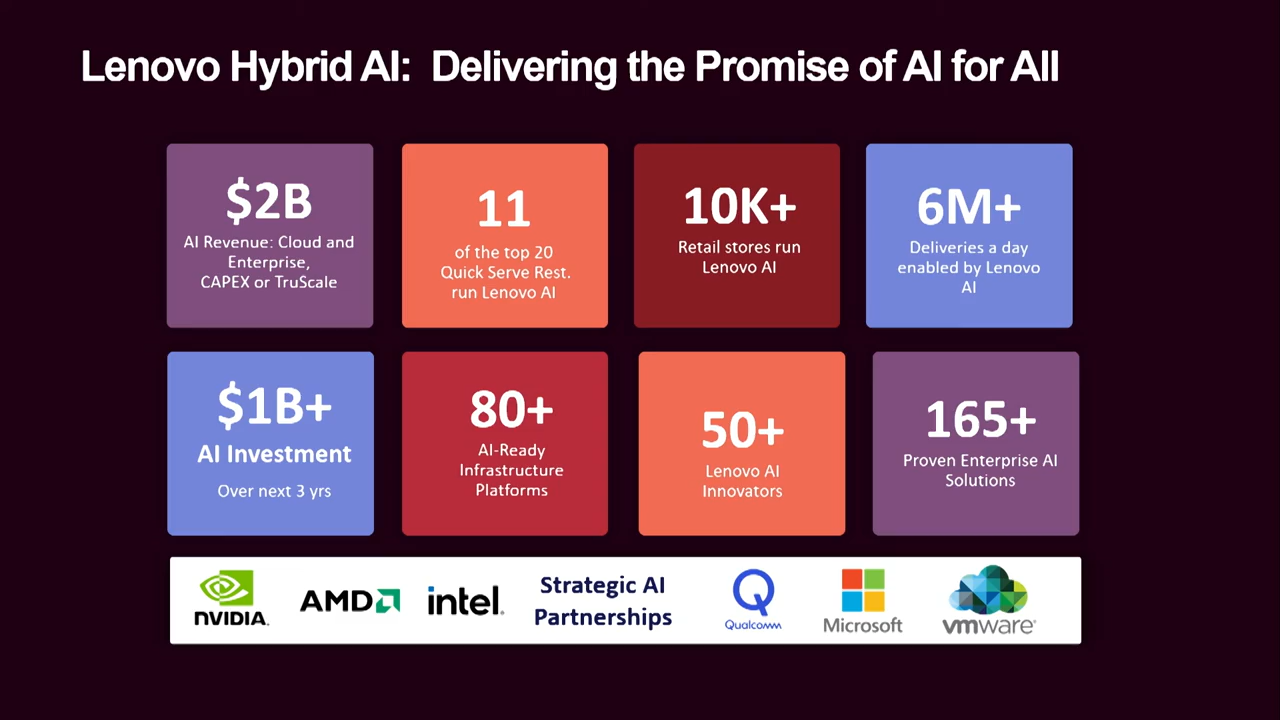 Lenovo Hybrid AI:  Delivering the Promise of AI for All
$2B
AI Revenue: Cloud and
Enterprise,
CAPEX or TruScale
11
of the top 20
Quick Serve Rest.
run Lenovo AI
10K+
Retail stores run
Lenovo AI
6M+
Deliveries a day
enabled by Lenovo
AI
$1B+
AI Investment
Over next 3 yrs
80+
AI-Ready
Infrastructure
Platforms
50+
Lenovo AI
Innovators
165+
Proven Enterprise AI
Solutions
NVIDIA.
AMD
intel.
Strategic AI
Partnerships
Qualcomm
Microsoft
vmware®